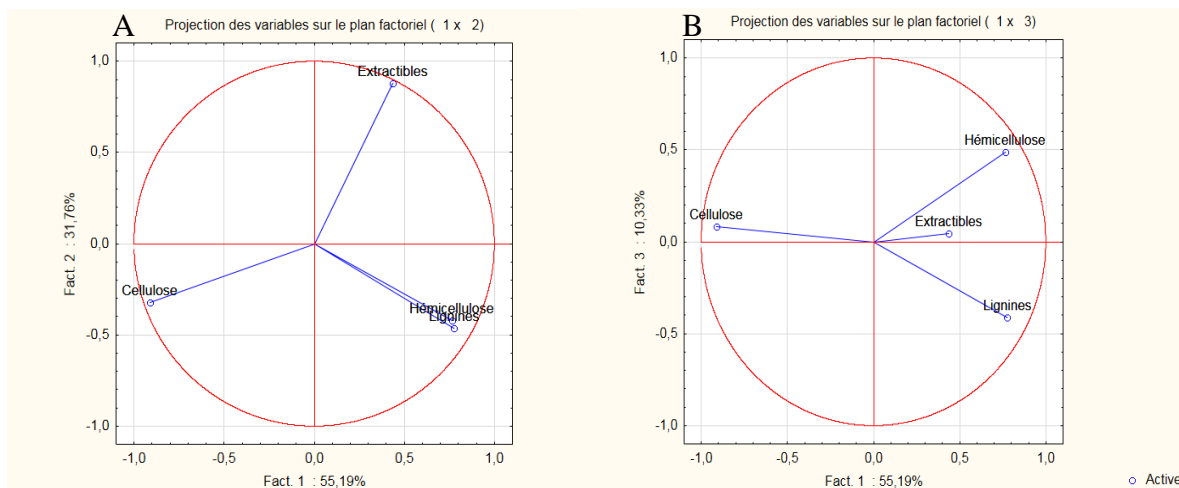 A
Projection des variables sur le plan factoriel ( 1 x 2)
1,0
0,5
0,0
-0,5
-1,0
Fact. 2 : 31,76%
Extractibles
Cellulose
Hémicellulose
Lignines
-1,0 -0,5 0,0 0,5 1,0
Fact. 1 : 55,19%
B
Projection des variables sur le plan factoriel ( 1 x 3)
1,0
0,5
0,0
-0,5
-1,0
Fact. 3 : 10,33%
Hémicellulose
Cellulose
Extractibles
Lignines
-1,0 -0,5 0,0 0,5 1,0
Fact. 1 : 55,19%
Active